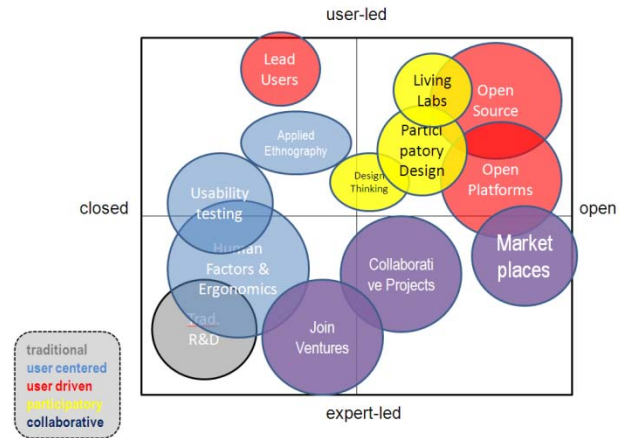 user-led
Lead
Users
Living
Labs
Open
Source
Applied
Ethnography
Partici
patory
Design
Design
Thinking
Open
Platforms
Usability
testing
closed
open
Human
Factors &
Ergonomics
Collaborati
ve Projects
Market
places
Trad.
R&D
Join
Ventures
expert-led
traditional
user centered
user driven
participatory
collaborative